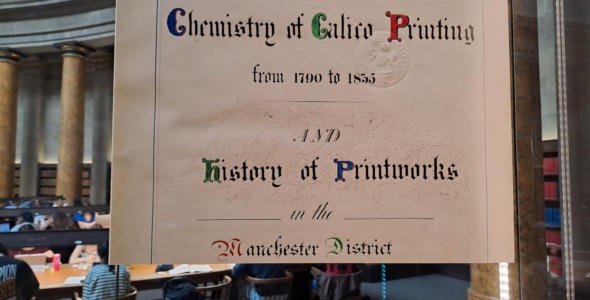 Chemistry of Calico Printing
from 1790 to 1835
AND
History of Printworks
in the
Manchester District